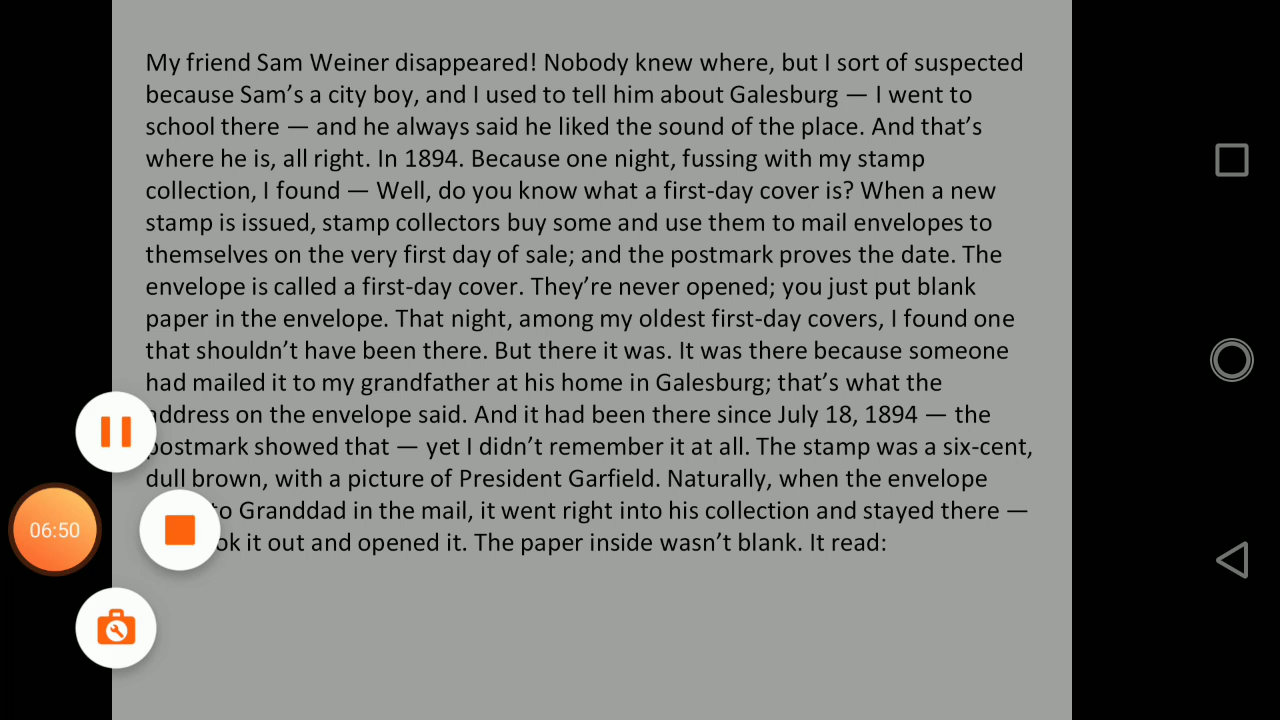 My friend Sam Weiner disappeared! Nobody knew where, but I sort of suspected
because Sam’s a city boy, and I used to tell him about Galesburg — I went to
school there — and he always said he liked the sound of the place. And that’s
where he is, all right. In 1894. Because one night, fussing with my stamp
collection, I found — Well, do you know what a first-day cover is? When a new
stamp is issued, stamp collectors buy some and use them to mail envelopes to
themselves on the very first day of sale; and the postmark proves the date. The
envelope is called a first-day cover. They’re never opened; you just put blank
paper in the envelope. That night, among my oldest first-day covers, I found one
that shouldn’t have been there. But there it was. It was there because someone
had mailed it to my grandfather at his home in Galesburg; that’s what the
address on the envelope said. And it had been there since July 18, 1894 — the
postmark showed that — yet I didn’t remember it at all. The stamp was a six-cent,
dull brown, with a picture of President Garfield. Naturally, when the envelope
to Granddad in the mail, it went right into his collection and stayed there —
it out and opened it. The paper inside wasn’t blank. It read:
06:50